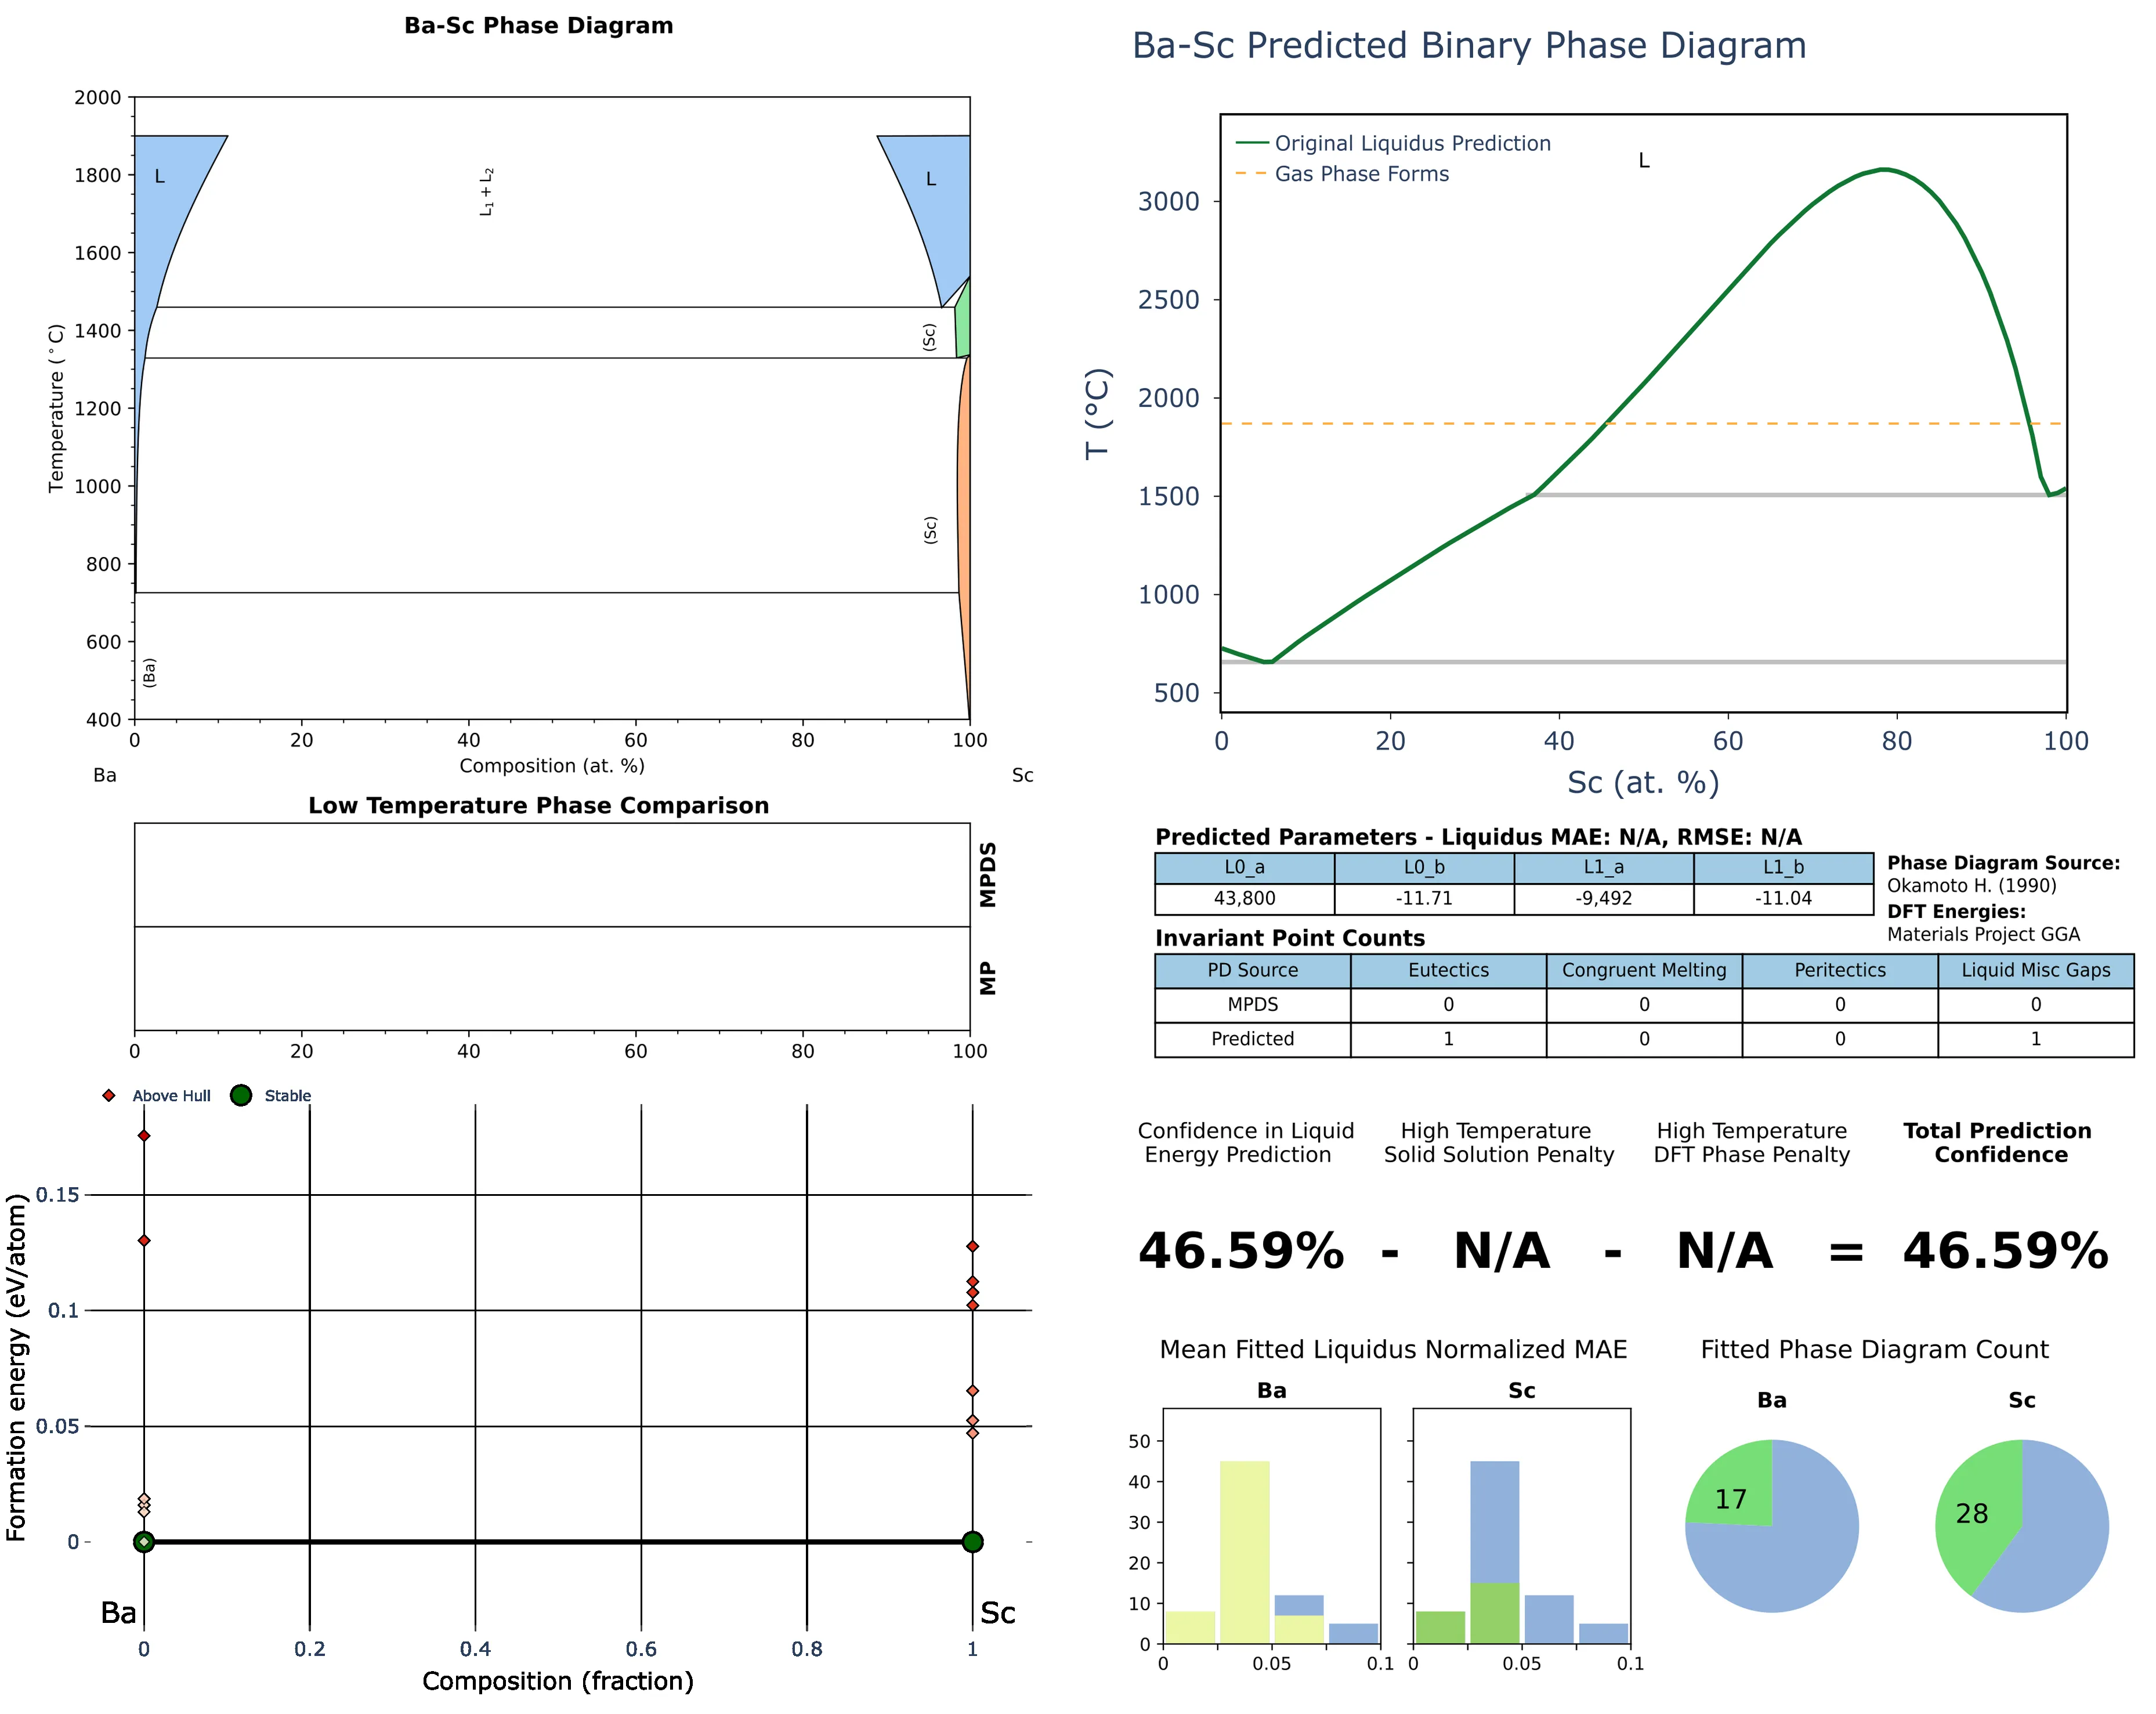 Ba-Sc Phase Diagram
2000
1800
1600
1400
1200
1000
800
600
400
Temperature (°C)
L
L₁ + L₂
L
(Sc)
(Sc)
(Ba)
0 20 40 60 80 100
Composition (at. %)
Ba Sc
Low Temperature Phase Comparison
MPDS
MP
0 20 40 60 80 100
Above Hull Stable
0.15
0.1
0.05
0
Formation energy (eV/atom)
Ba Sc
0 0.2 0.4 0.6 0.8 1
Composition (fraction)
Ba-Sc Predicted Binary Phase Diagram
Original Liquidus Prediction
Gas Phase Forms
L
3000
2500
2000
1500
1000
500
T (°C)
0 20 40 60 80 100
Sc (at. %)
Predicted Parameters - Liquidus MAE: N/A, RMSE: N/A
L0_a L0_b L1_a L1_b
43,800 -11.71 -9,492 -11.04
Phase Diagram Source:
Okamoto H. (1990)
DFT Energies:
Materials Project GGA
Invariant Point Counts
PD Source Eutectics Congruent Melting Peritectics Liquid Misc Gaps
MPDS 0 0 0 0
Predicted 1 0 0 1
Confidence in Liquid
Energy Prediction
High Temperature
Solid Solution Penalty
High Temperature
DFT Phase Penalty
Total Prediction
Confidence
46.59% - N/A - N/A = 46.59%
Mean Fitted Liquidus Normalized MAE
Ba Sc
50
40
30
20
10
0
0 0.05 0.1
0 0.05 0.1
Fitted Phase Diagram Count
Ba Sc
17
28